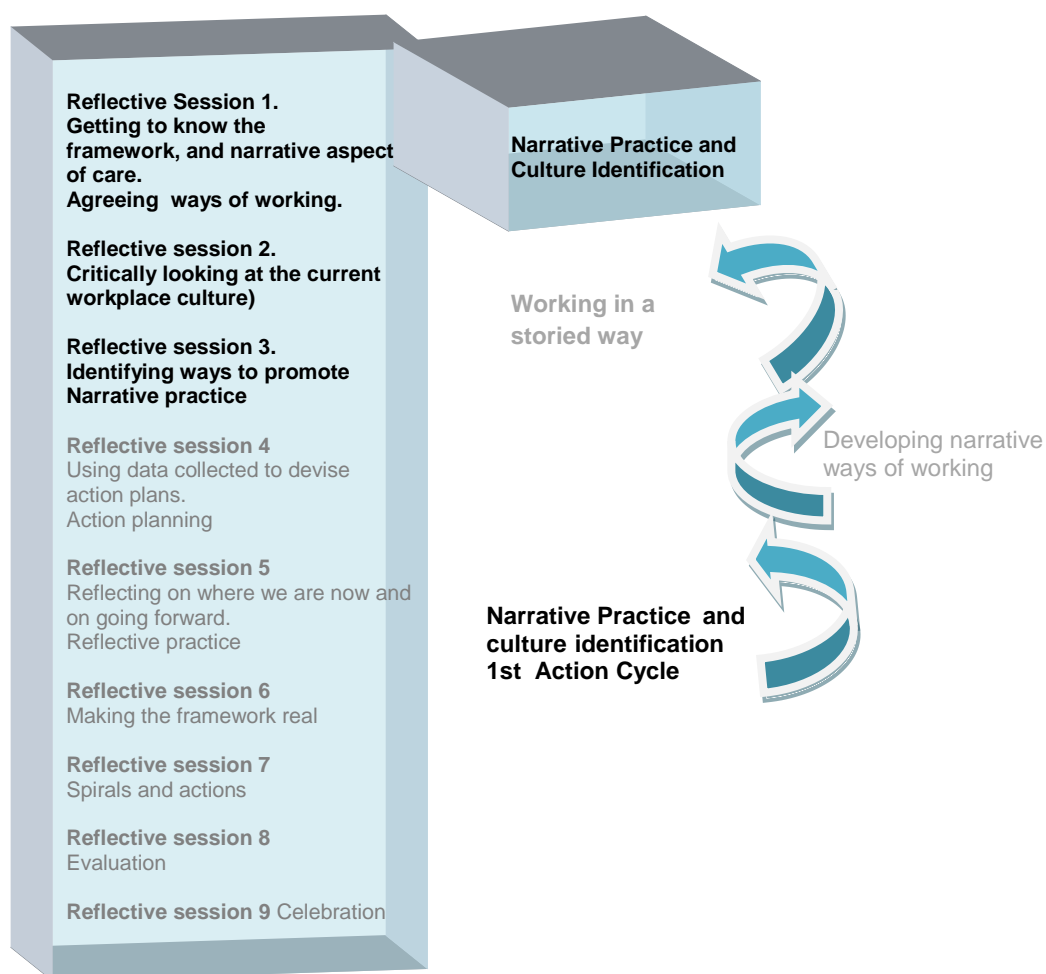 Reflective Session 1.
Getting to know the
framework, and narrative aspect
of care.
Agreeing  ways of working.
Reflective session 2.
Critically looking at the current
workplace culture)
Reflective session 3.
Identifying ways to promote
Narrative practice
Reflective session 4
Using data collected to devise
action plans.
Action planning
Reflective session 5
Reflecting on where we are now and
on going forward.
Reflective practice
Reflective session 6
Making the framework real
Reflective session 7
Spirals and actions
Reflective session 8
Evaluation
Reflective session 9 Celebration
Narrative Practice and
Culture Identification
Working in a
storied way
Developing narrative
ways of working
Narrative Practice  and
culture identification
1st  Action Cycle